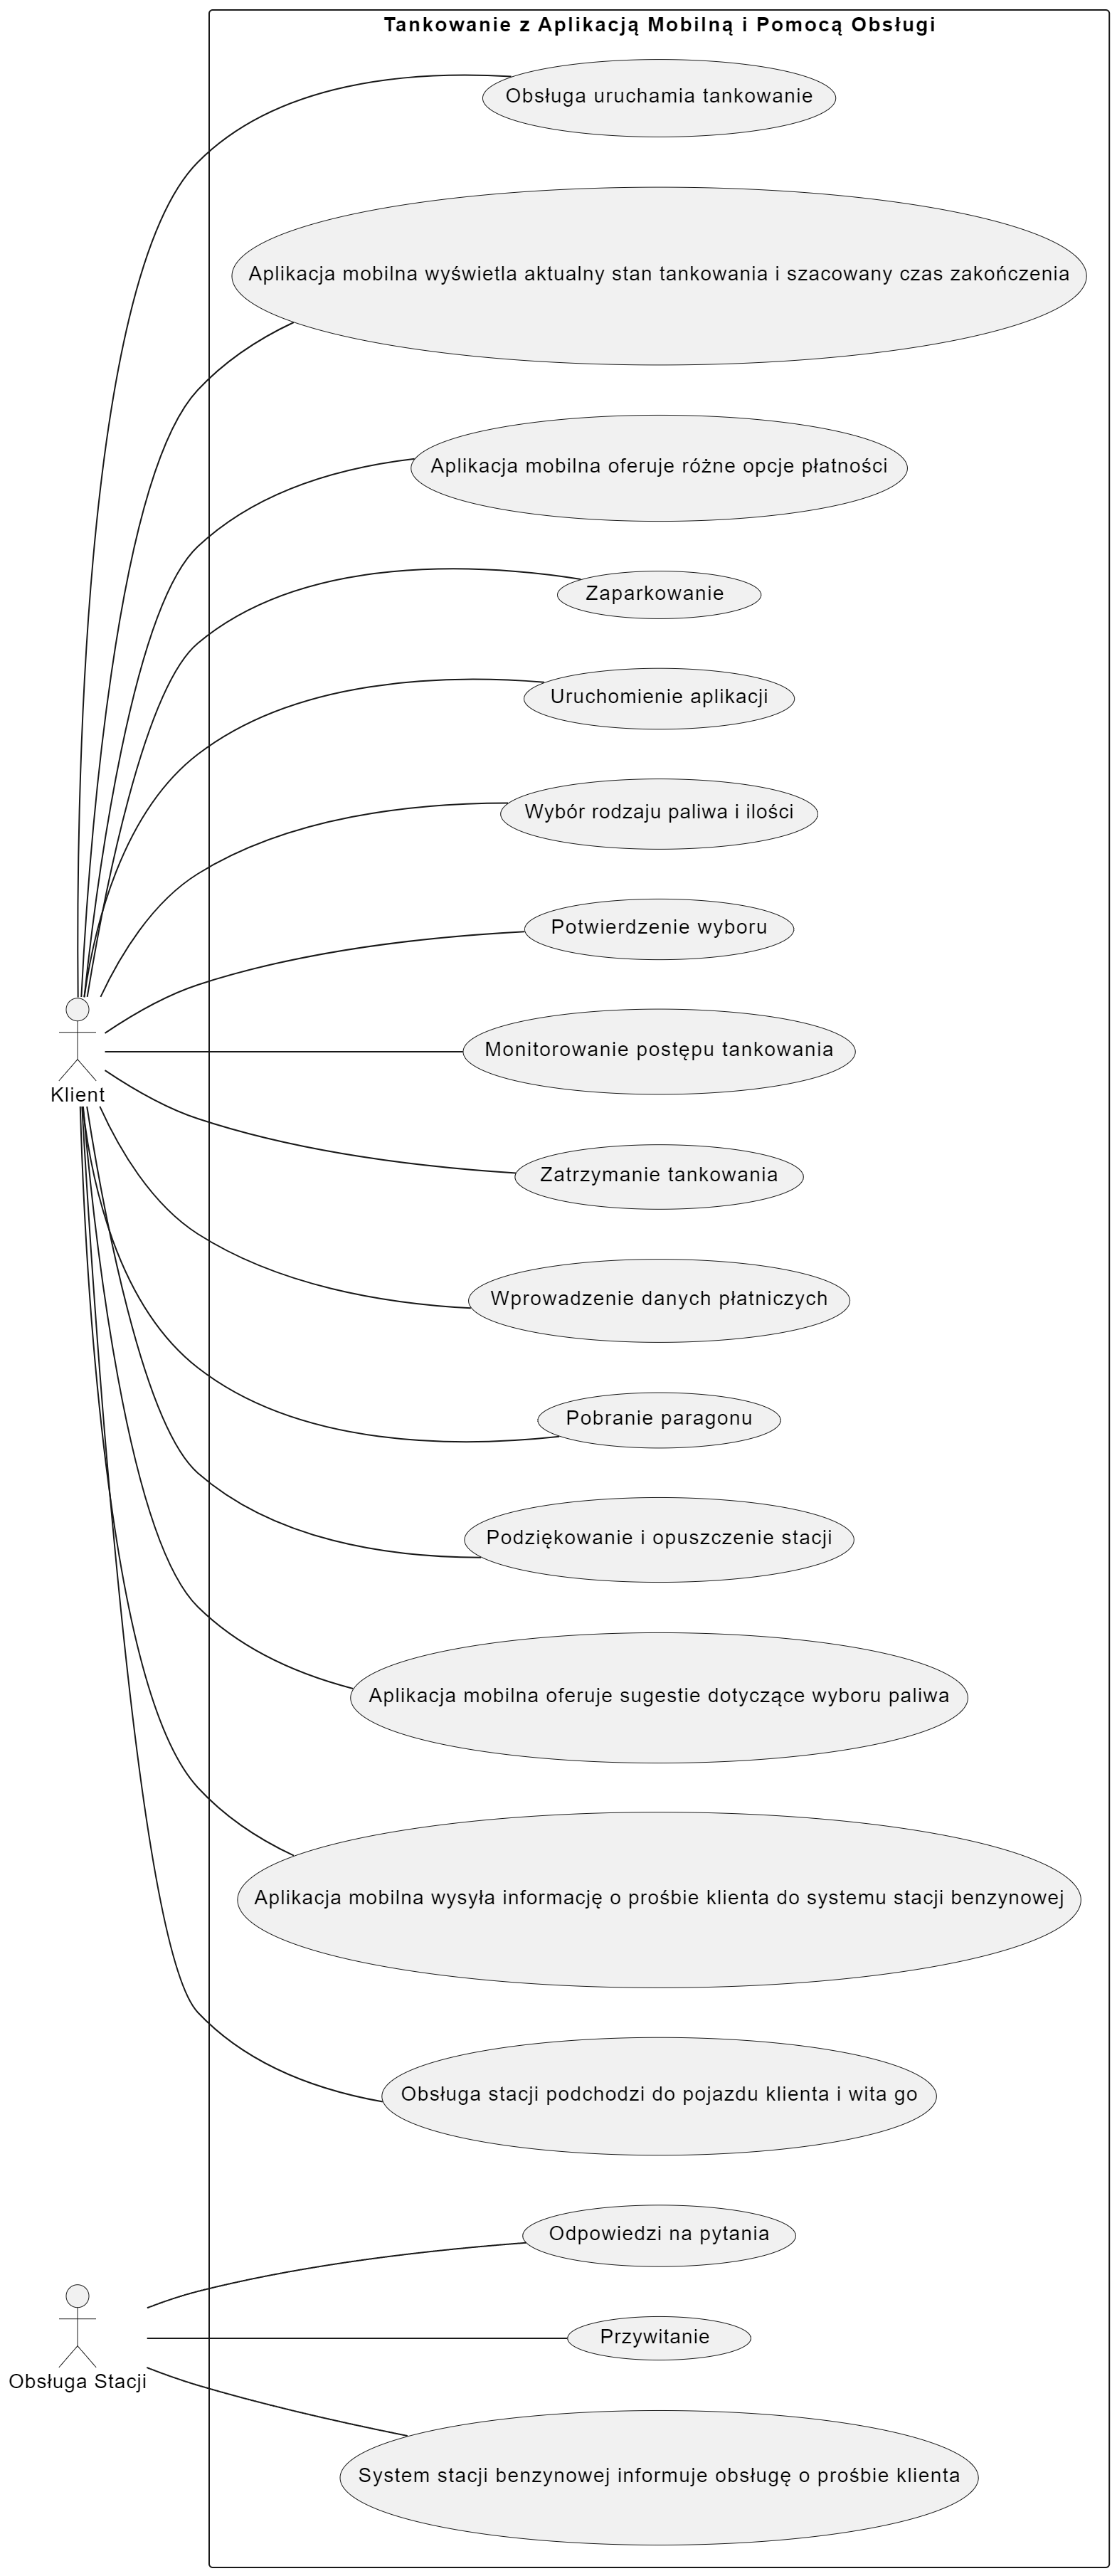 Tankowanie z Aplikacją Mobilną i Pomocą Obsługi
Obsługa uruchamia tankowanie
Aplikacja mobilna wyświetla aktualny stan tankowania i szacowany czas zakończenia
Aplikacja mobilna oferuje różne opcje płatności
Zaparkowanie
Uruchomienie aplikacji
Wybór rodzaju paliwa i ilości
Potwierdzenie wyboru
Monitorowanie postępu tankowania
Klient
Zatrzymanie tankowania
Wprowadzenie danych płatniczych
Pobranie paragonu
Podziękowanie i opuszczenie stacji
Aplikacja mobilna oferuje sugestie dotyczące wyboru paliwa
Aplikacja mobilna wysyła informację o prośbie klienta do systemu stacji benzynowej
Obsługa stacji podchodzi do pojazdu klienta i wita go
Odpowiedzi na pytania
Przywitanie
Obsługa Stacji
System stacji benzynowej informuje obsługę o prośbie klienta